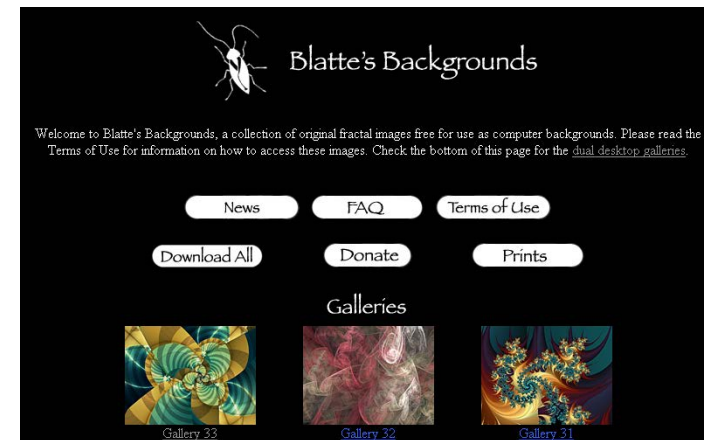 Blatte's Backgrounds
Welcome to Blatte's Backgrounds, a collection of original fractal images free for use as computer backgrounds. Please read the
Terms of Use for information on how to access these images. Check the bottom of this page for the dual desktop galleries.
News FAQ Terms of Use
Download All Donate Prints
Galleries
Gallery 33 Gallery 32 Gallery 31